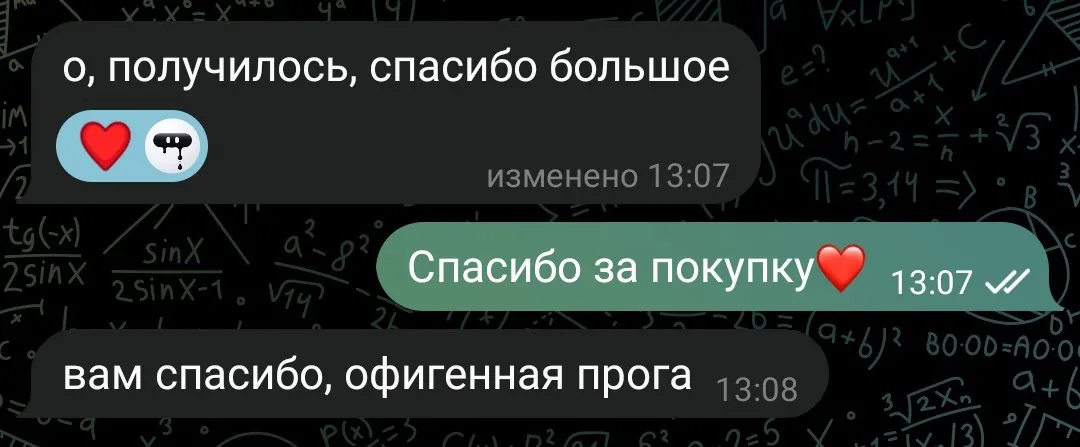 о, получилось, спасибо большое
❤️
изменено 13:07
Спасибо за покупку❤️ 13:07
вам спасибо, офигенная прога 13:08